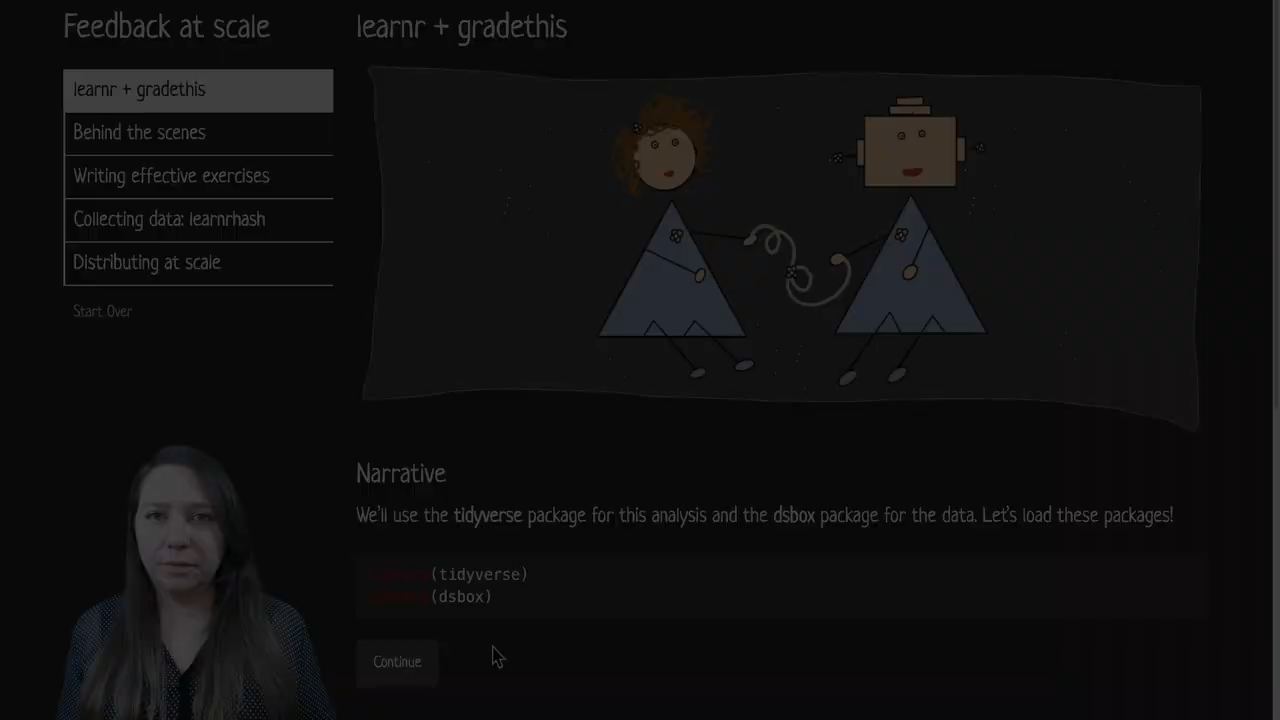 Feedback at scale
learnr + gradethis
Behind the scenes
Writing effective exercises
Collecting data: learnrhash
Distributing at scale
Start Over
learnr + gradethis
Narrative
We'll use the tidyverse package for this analysis and the dsbox package for the data. Let's load these packages!
(tidyverse)
(dsbox)
Continue